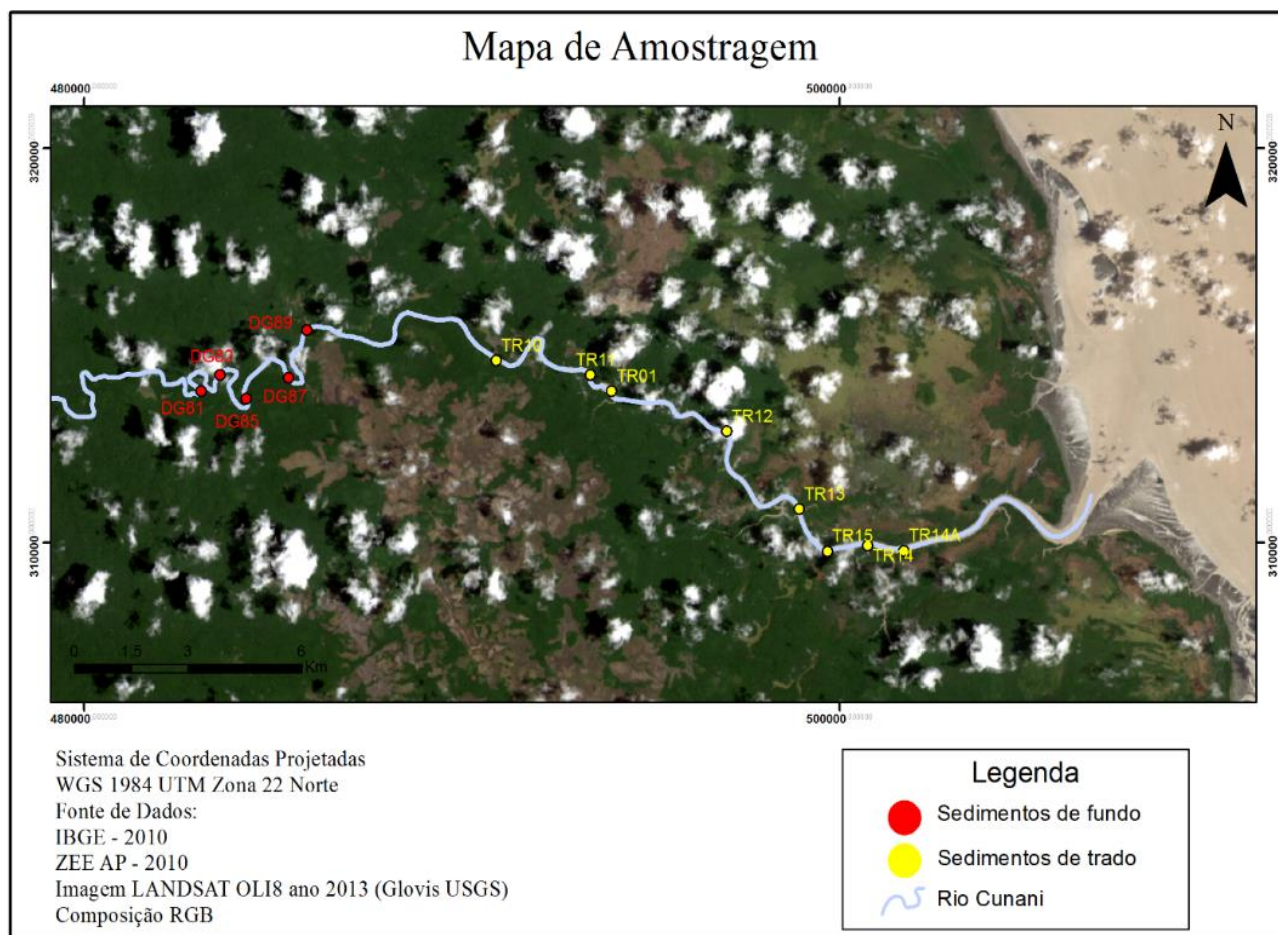 Mapa de Amostragem
480000
500000
N
320000
320000
DG89
TR10
DG83
TR11
DG81
DG87
TR01
DG85
TR12
TR13
TR15
TR14A
TR14
310000
310000
0 1,5 3 6
Km
480000
500000
Sistema de Coordenadas Projetadas
WGS 1984 UTM Zona 22 Norte
Fonte de Dados:
IBGE - 2010
ZEE AP - 2010
Imagem LANDSAT OLI8 ano 2013 (Glovis USGS)
Composição RGB
Legenda
Sedimentos de fundo
Sedimentos de trado
Rio Cunani